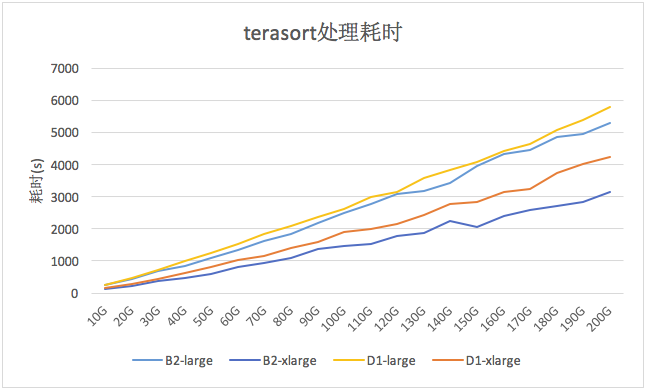 terasort处理耗时
耗时(s)
7000
6000
5000
4000
3000
2000
1000
0
10G 20G 30G 40G 50G 60G 70G 80G 90G 100G 110G 120G 130G 140G 150G 160G 170G 180G 190G 200G
B2-large B2-xlarge D1-large D1-xlarge